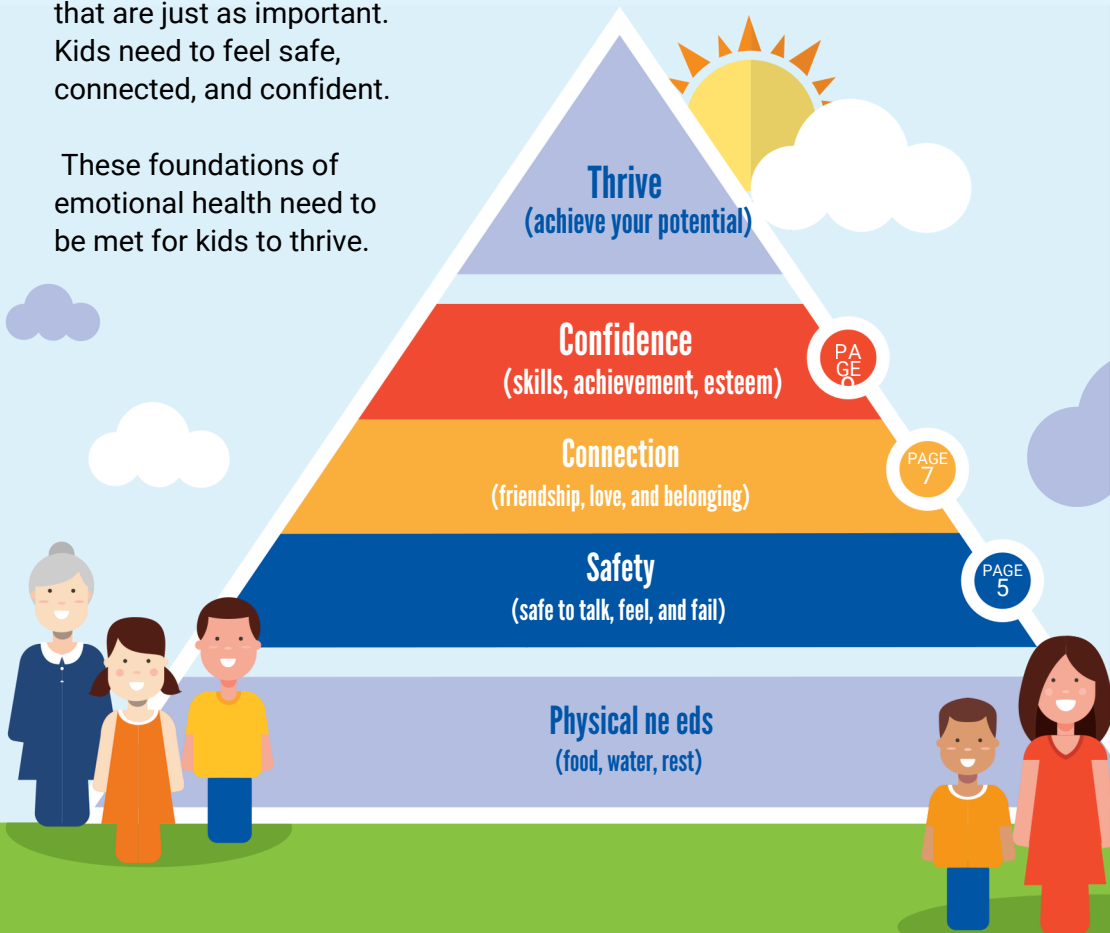 that are just as important.
Kids need to feel safe,
connected, and confident.
These foundations of
emotional health need to
be met for kids to thrive.
Thrive
(achieve your potential)
Confidence
(skills, achievement, esteem)
PA
GE
Connection
(friendship, love, and belonging)
PAGE
7
Safety
(safe to talk, feel, and fail)
PAGE
5
Physical ne eds
(food, water, rest)